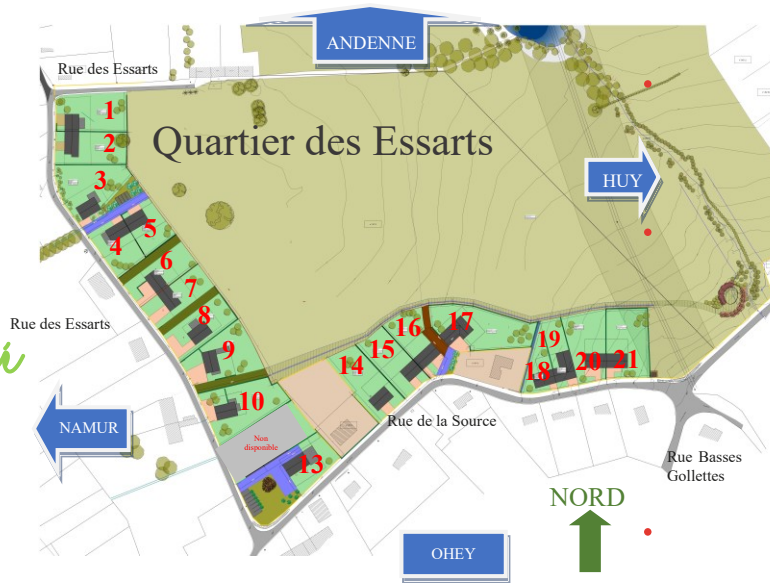 ANDENNE
Rue des Essarts
1
2
Quartier des Essarts
3
HUY
4
5
6
7
8
Rue des Essarts
9
10
14
15
16
17
18
19
20
21
NAMUR
Rue de la Source
Non
disponible
13
Rue Basses
Gollettes
NORD
OHEY